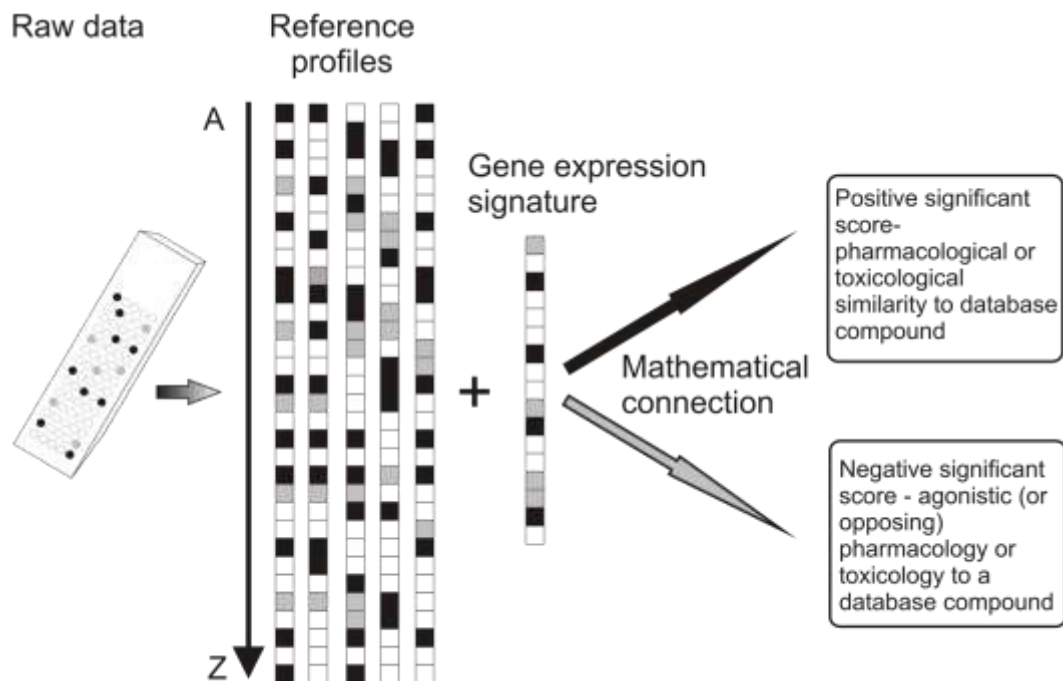 Raw data
Reference
profiles
A
Z
Gene expression
signature
+
Mathematical
connection
Positive significant
score-
pharmacological or
toxicological
similarity to database
compound
Negative significant
score - agonistic (or
opposing)
pharmacology or
toxicology to a
database compound